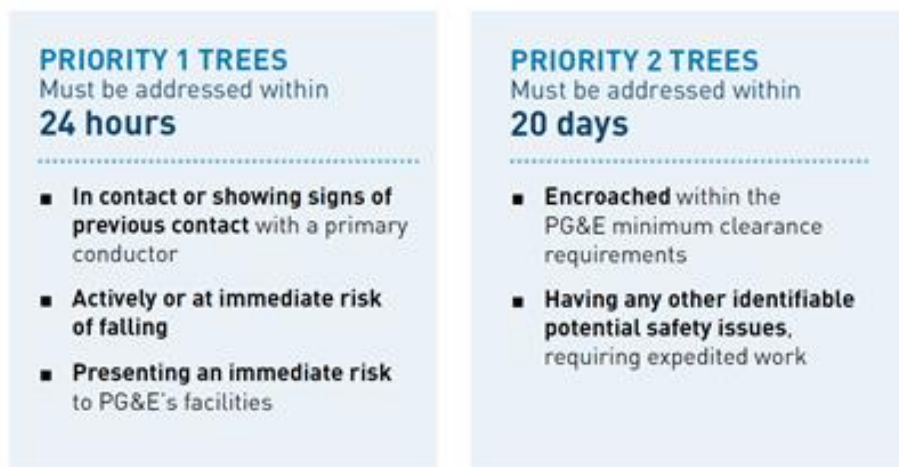 PRIORITY 1 TREES
Must be addressed within
24 hours
■ In contact or showing signs of
previous contact with a primary
conductor
■ Actively or at immediate risk
of falling
■ Presenting an immediate risk
to PG&E's facilities
PRIORITY 2 TREES
Must be addressed within
20 days
■ Encroached within the
PG&E minimum clearance
requirements
■ Having any other identifiable
potential safety issues,
requiring expedited work